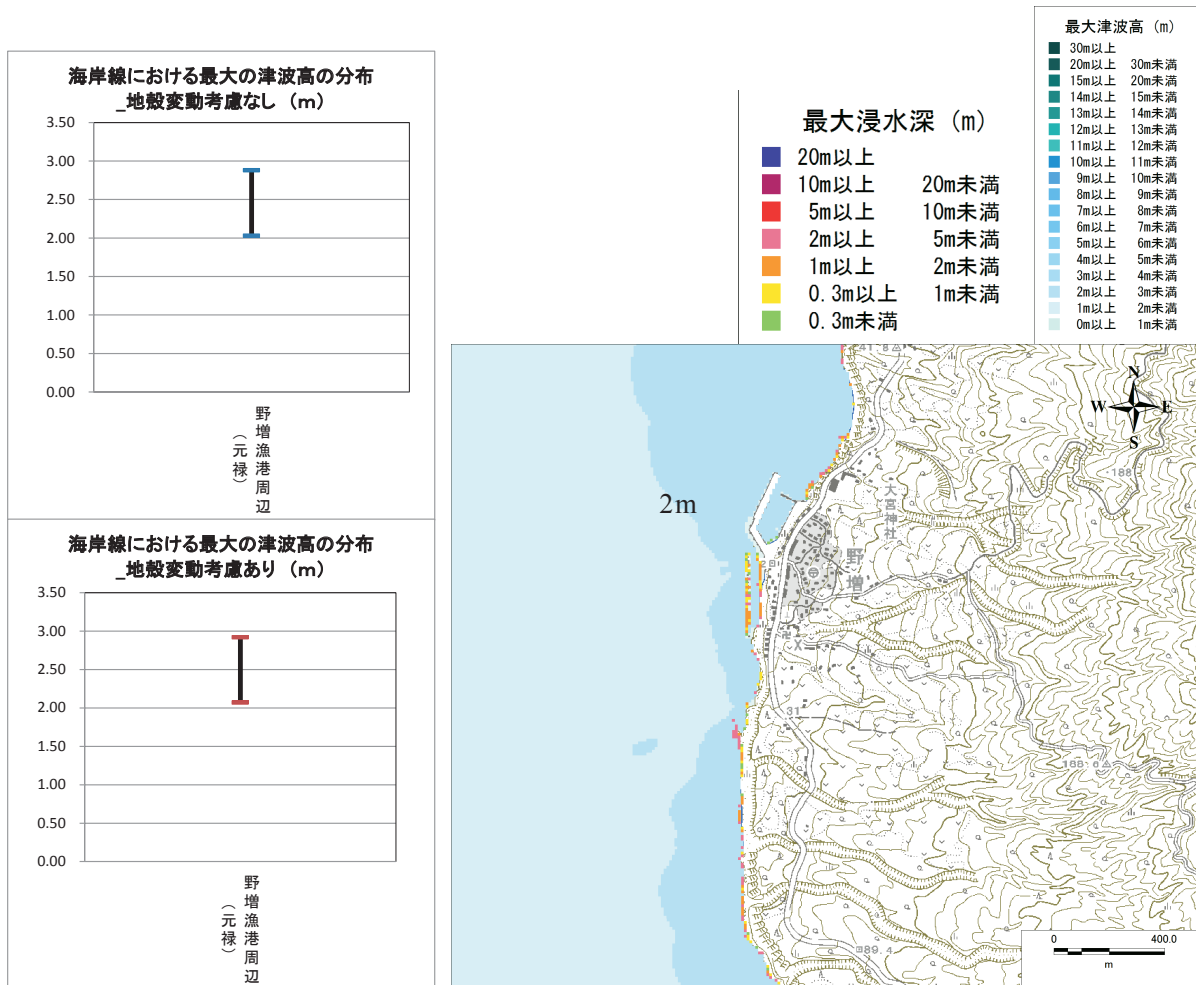 海岸線における最大の津波高の分布
_地殻変動考慮なし（m）
3.50
3.00
2.50
2.00
1.50
1.00
0.50
0.00
野増漁港周辺
（元禄）
海岸線における最大の津波高の分布
_地殻変動考慮あり（m）
3.50
3.00
2.50
2.00
1.50
1.00
0.50
0.00
野増漁港周辺
（元禄）
最大浸水深（m）
20m以上
10m以上 20m未満
5m以上 10m未満
2m以上 5m未満
1m以上 2m未満
0.3m以上 1m未満
0.3m未満
最大津波高（m）
30m以上
20m以上 30m未満
15m以上 20m未満
14m以上 15m未満
13m以上 14m未満
12m以上 13m未満
11m以上 12m未満
10m以上 11m未満
9m以上 10m未満
8m以上 9m未満
7m以上 8m未満
6m以上 7m未満
5m以上 6m未満
4m以上 5m未満
3m以上 4m未満
2m以上 3m未満
1m以上 2m未満
0m以上 1m未満
N
W E
S
188
大宮神社
2m
野増
31
188.6
89.4
0 400.0
m